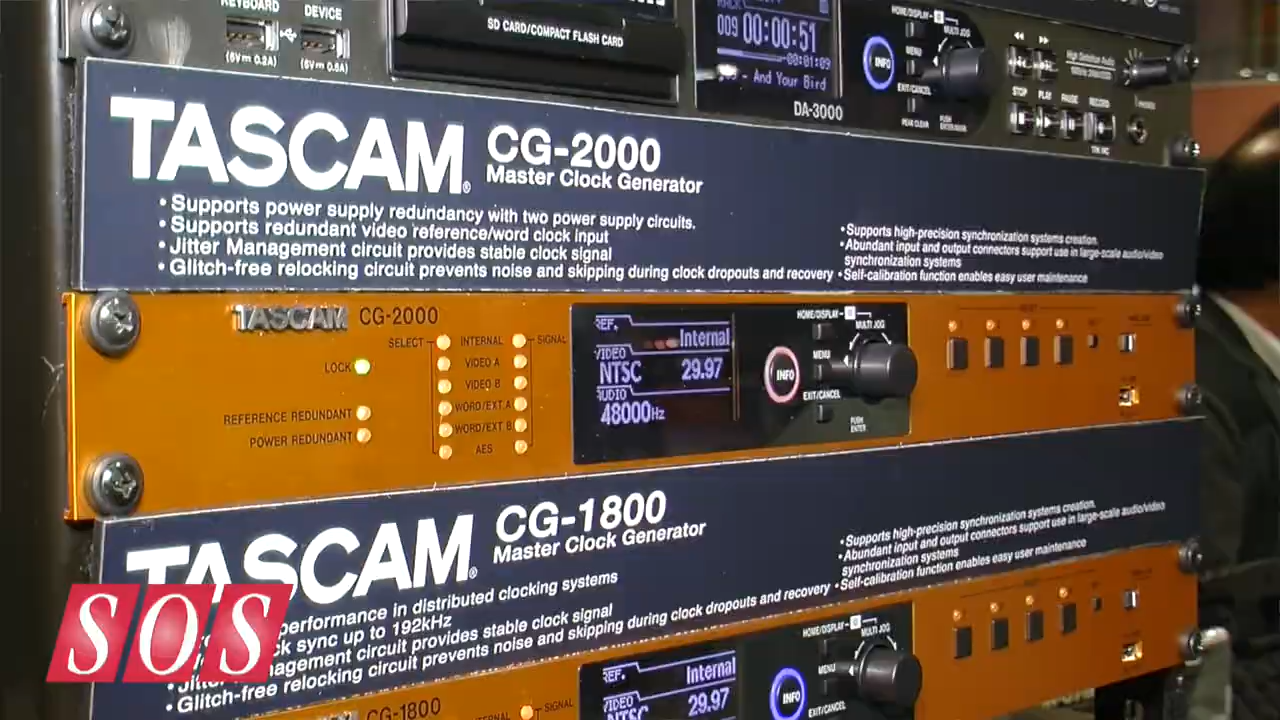 KEYBOARD
DEVICE
(5V⎓0.2A)
(5V⎓0.5A)
SD CARD/COMPACT FLASH CARD
009 00:00:51
-00:01:09
- And Your Bird
DA-3000
HOME/DISPLAY
MULTI JOG
MENU
INFO
EXIT/CANCEL
PEAK CLEAR
PUSH
ENTER/MARK
STOP
PLAY
PAUSE
RECORD
High Definition Audio
PHONES
TASCAM®
CG-2000
Master Clock Generator
• Supports power supply redundancy with two power supply circuits.
• Supports redundant video reference/word clock input
• Jitter Management circuit provides stable clock signal
• Glitch-free relocking circuit prevents noise and skipping during clock dropouts and recovery
• Supports high-precision synchronization systems creation.
• Abundant input and output connectors support use in large-scale audio/video
synchronization systems
• Self-calibration function enables easy user maintenance
TASCAM CG-2000
LOCK
REFERENCE REDUNDANT
POWER REDUNDANT
SELECT
INTERNAL
SIGNAL
VIDEO A
VIDEO B
WORD/EXT.A
WORD/EXT B
AES
REF.
Internal
VIDEO
NTSC 29.97
AUDIO
48000Hz
HOME/DISPLAY
MULTI JOG
MENU
INFO
EXIT/CANCEL
PUSH
ENTER
TASCAM®
CG-1800
Master Clock Generator
performance in distributed clocking systems
sync up to 192kHz
• Jitter Management circuit provides stable clock signal
• Glitch-free relocking circuit prevents noise and skipping during clock dropouts and recovery
• Supports high-precision synchronization systems creation.
• Abundant input and output connectors support use in large-scale audio/video
synchronization systems
• Self-calibration function enables easy user maintenance
SOS
CG-1800
INTERNAL
SIGNAL
REF.
Internal
VIDEO
NTSC 29.97
HOME/DISPLAY
MULTI JOG
MENU
INFO
EXIT/CANCEL